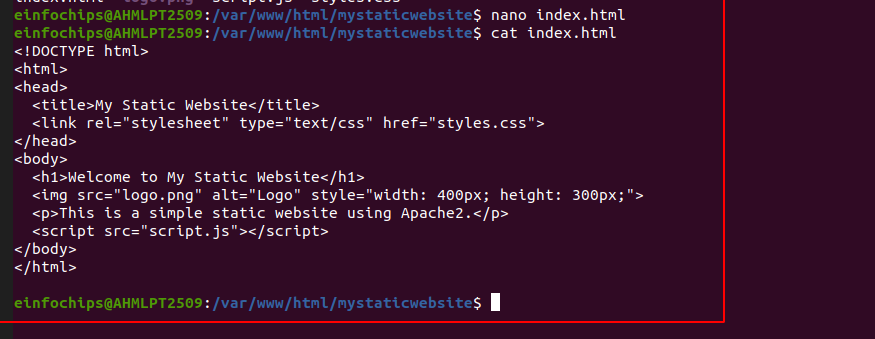 einfochips@AHMLPT2509:/var/www/html/mystaticwebsite$ nano index.html
einfochips@AHMLPT2509:/var/www/html/mystaticwebsite$ cat index.html
<!DOCTYPE html>
<html>
<head>
  <title>My Static Website</title>
  <link rel="stylesheet" type="text/css" href="styles.css">
</head>
<body>
  <h1>Welcome to My Static Website</h1>
  <img src="logo.png" alt="Logo" style="width: 400px; height: 300px;">
  <p>This is a simple static website using Apache2.</p>
  <script src="script.js"></script>
</body>
</html>

einfochips@AHMLPT2509:/var/www/html/mystaticwebsite$